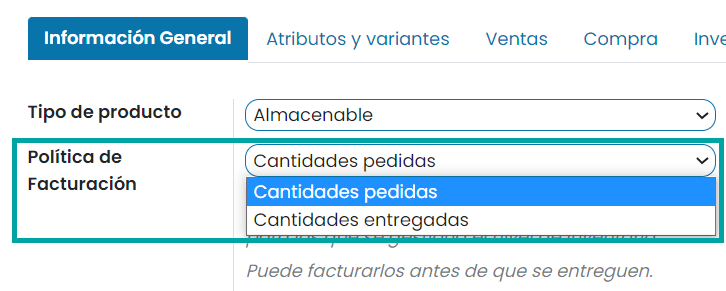 Información General Atributos y variantes Ventas Compra Inve
Tipo de producto Almacenable
Política de Facturación Cantidades pedidas
Cantidades pedidas
Cantidades entregadas
Puede facturarlos antes de que se entreguen.